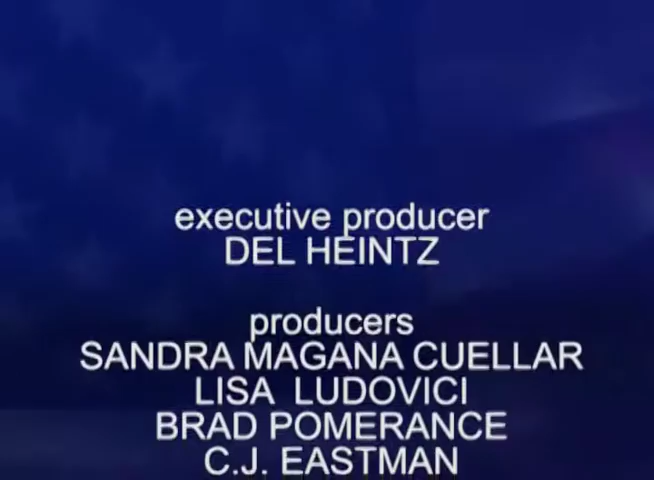 executive producer
DEL HEINTZ
producers
SANDRA MAGANA CUELLAR
LISA LUDOVICI
BRAD POMERANCE
C.J. EASTMAN